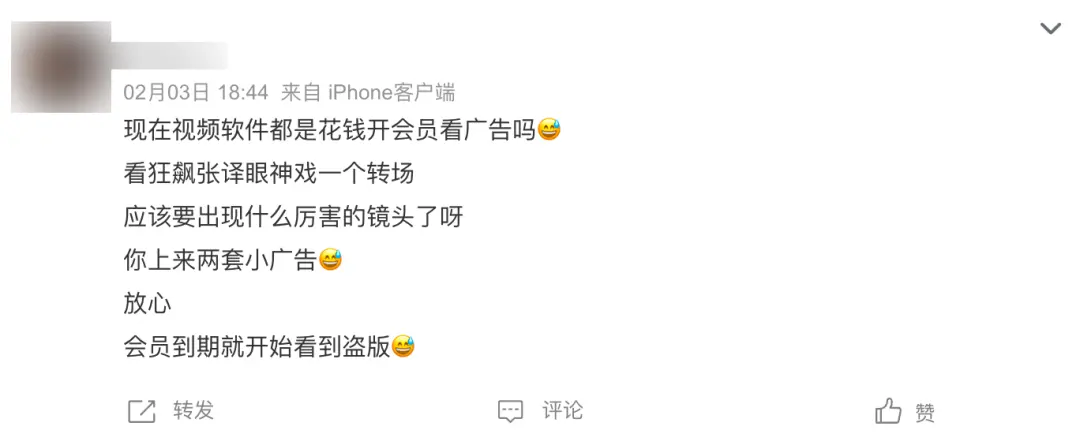 02月03日 18:44 来自 iPhone客户端
现在视频软件都是花钱开会员看广告吗😅
看狂飙张译眼神戏一个转场
应该要出现什么厉害的镜头了呀
你上来两套小广告😅
放心
会员到期就开始看到盗版😅
转发 评论 赞